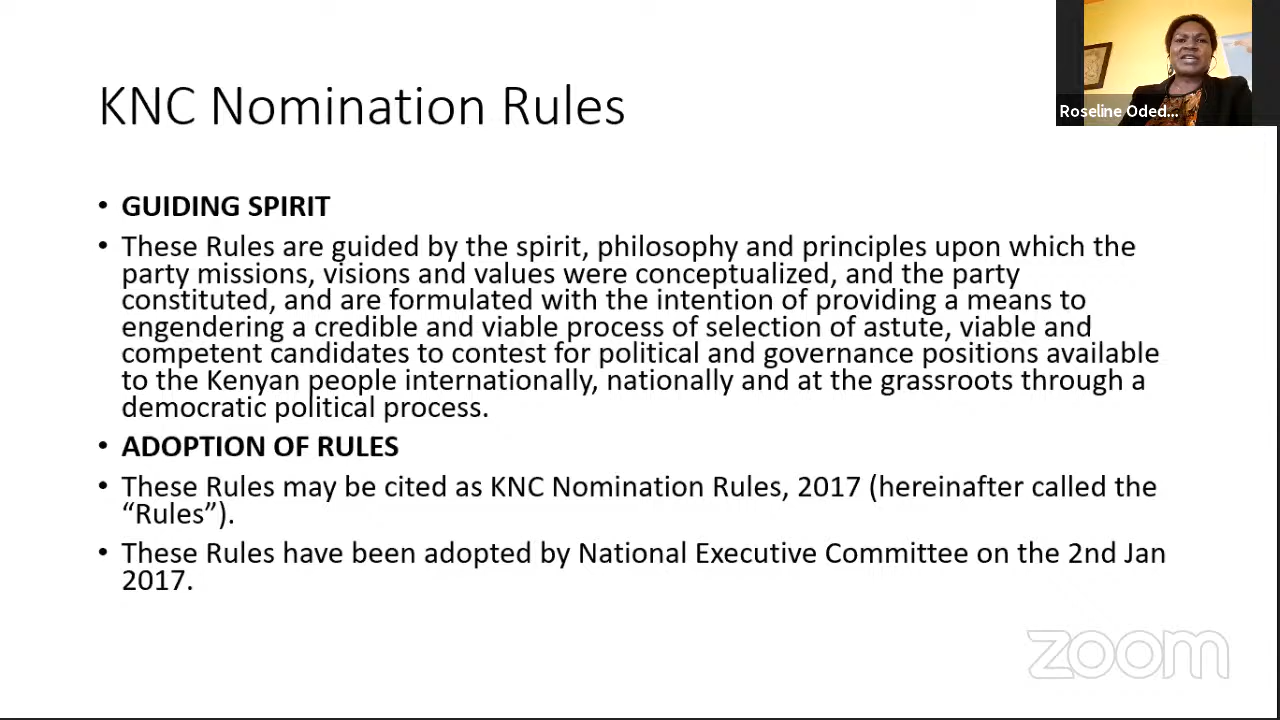 KNC Nomination Rules
Roseline Oded...
• GUIDING SPIRIT
• These Rules are guided by the spirit, philosophy and principles upon which the
party missions, visions and values were conceptualized, and the party
constituted, and are formulated with the intention of providing a means to
engendering a credible and viable process of selection of astute, viable and
competent candidates to contest for political and governance positions available
to the Kenyan people internationally, nationally and at the grassroots through a
democratic political process.
• ADOPTION OF RULES
• These Rules may be cited as KNC Nomination Rules, 2017 (hereinafter called the
“Rules”).
• These Rules have been adopted by National Executive Committee on the 2nd Jan
2017.
zoom